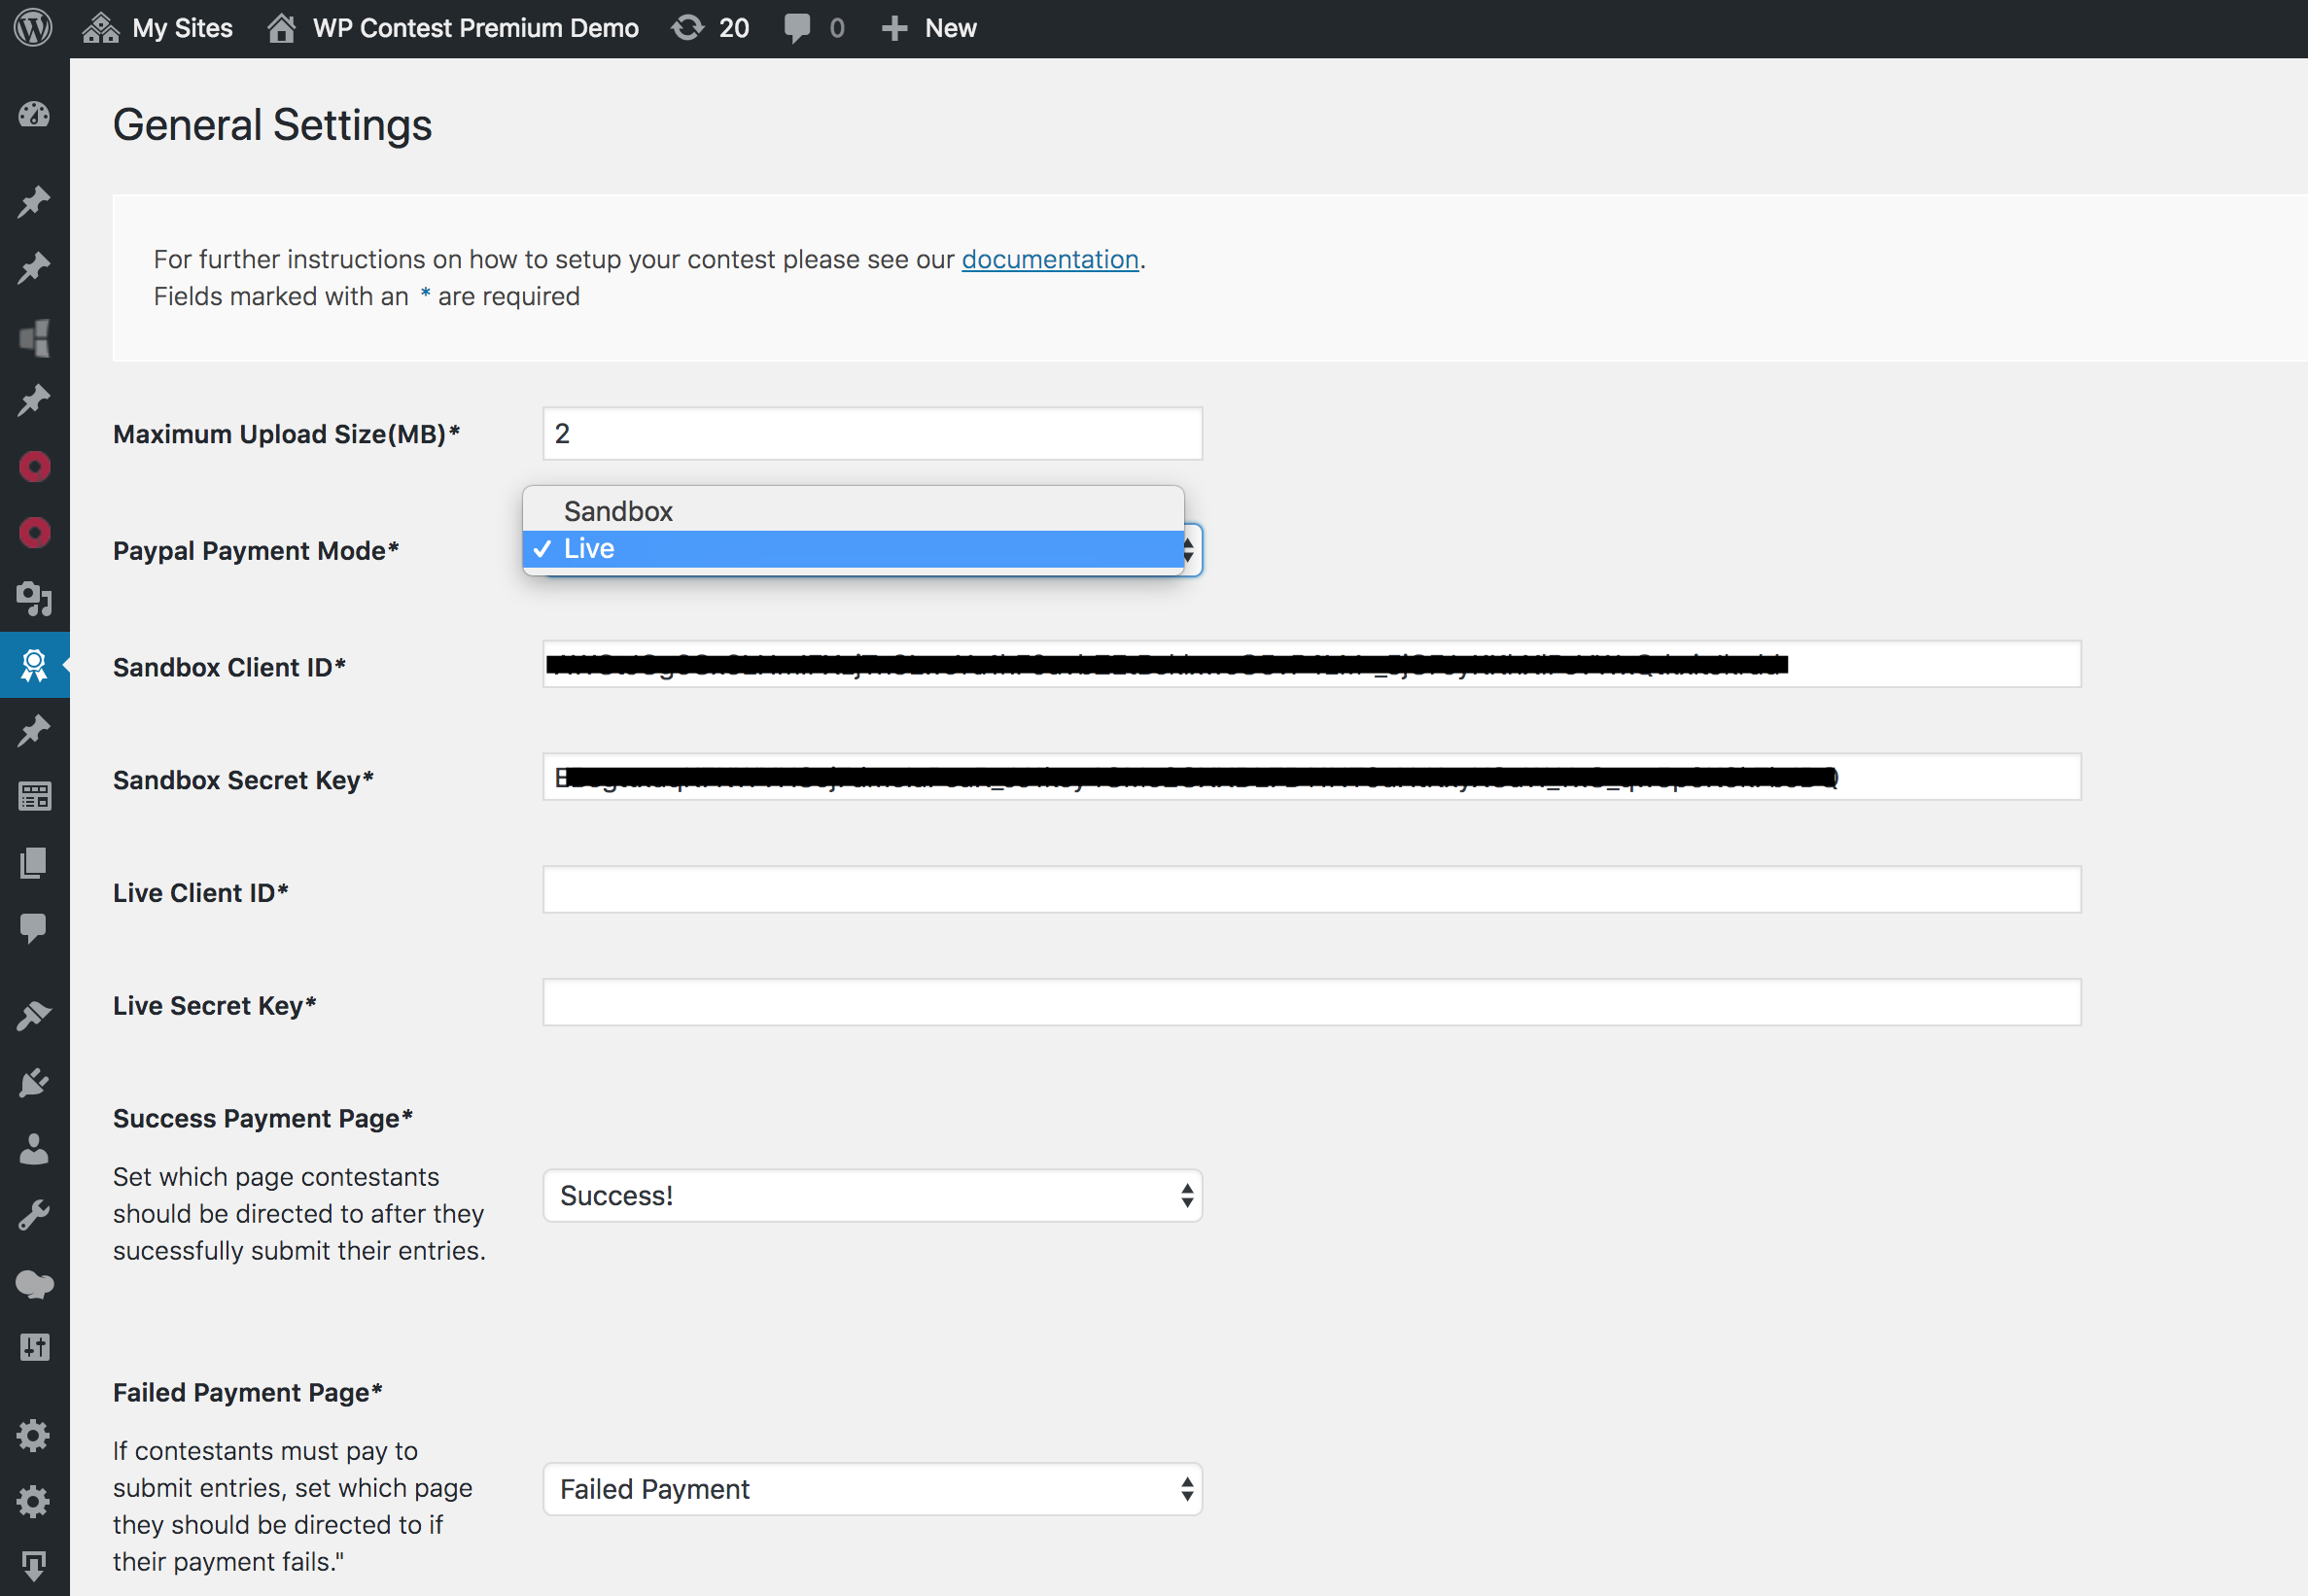 My Sites WP Contest Premium Demo 20 0 New
General Settings
For further instructions on how to setup your contest please see our documentation.
Fields marked with an * are required
Maximum Upload Size(MB)* 2
Sandbox
Paypal Payment Mode* ✓ Live
Sandbox Client ID*
Sandbox Secret Key*
Live Client ID*
Live Secret Key*
Success Payment Page*
Set which page contestants
should be directed to after they
sucessfully submit their entries.
Success!
Failed Payment Page*
If contestants must pay to
submit entries, set which page
they should be directed to if
their payment fails."
Failed Payment